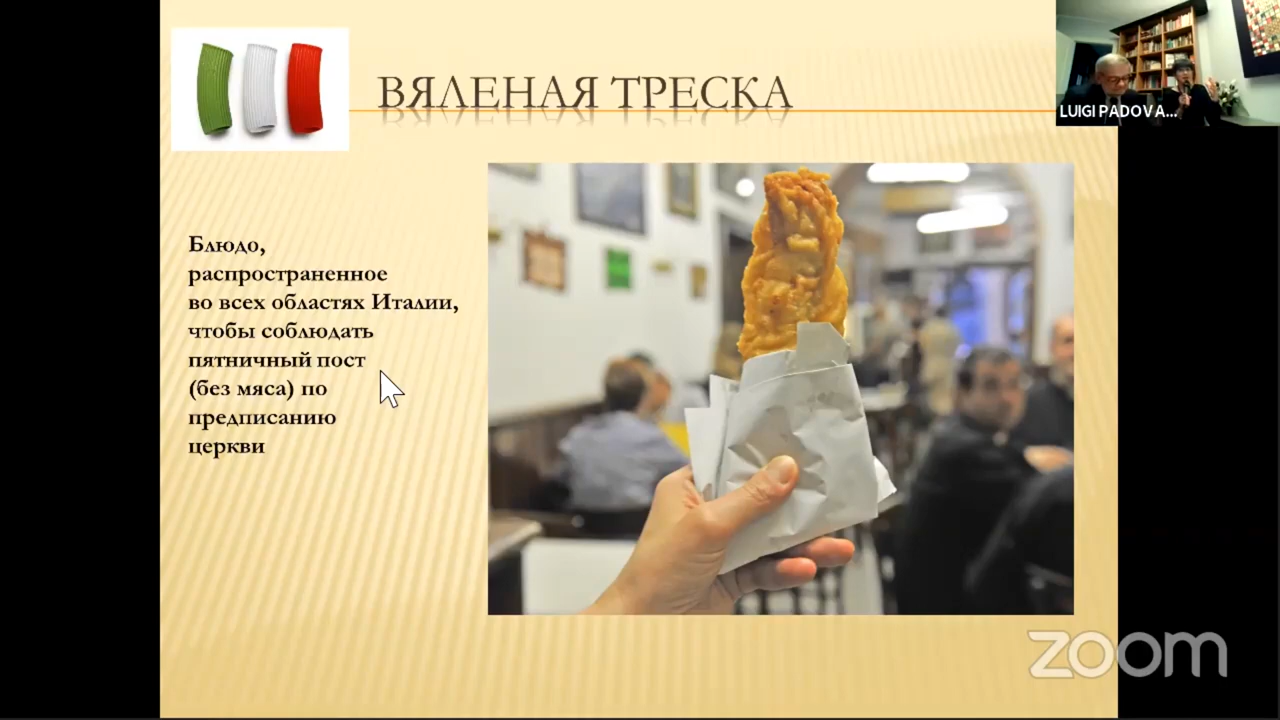 ВЯЛЕНАЯ ТРЕСКА
LUIGI PADOVA...
Блюдо,
распространенное
во всех областях Италии,
чтобы соблюдать
пятничный пост
(без мяса) по
предписанию
церкви
zoom